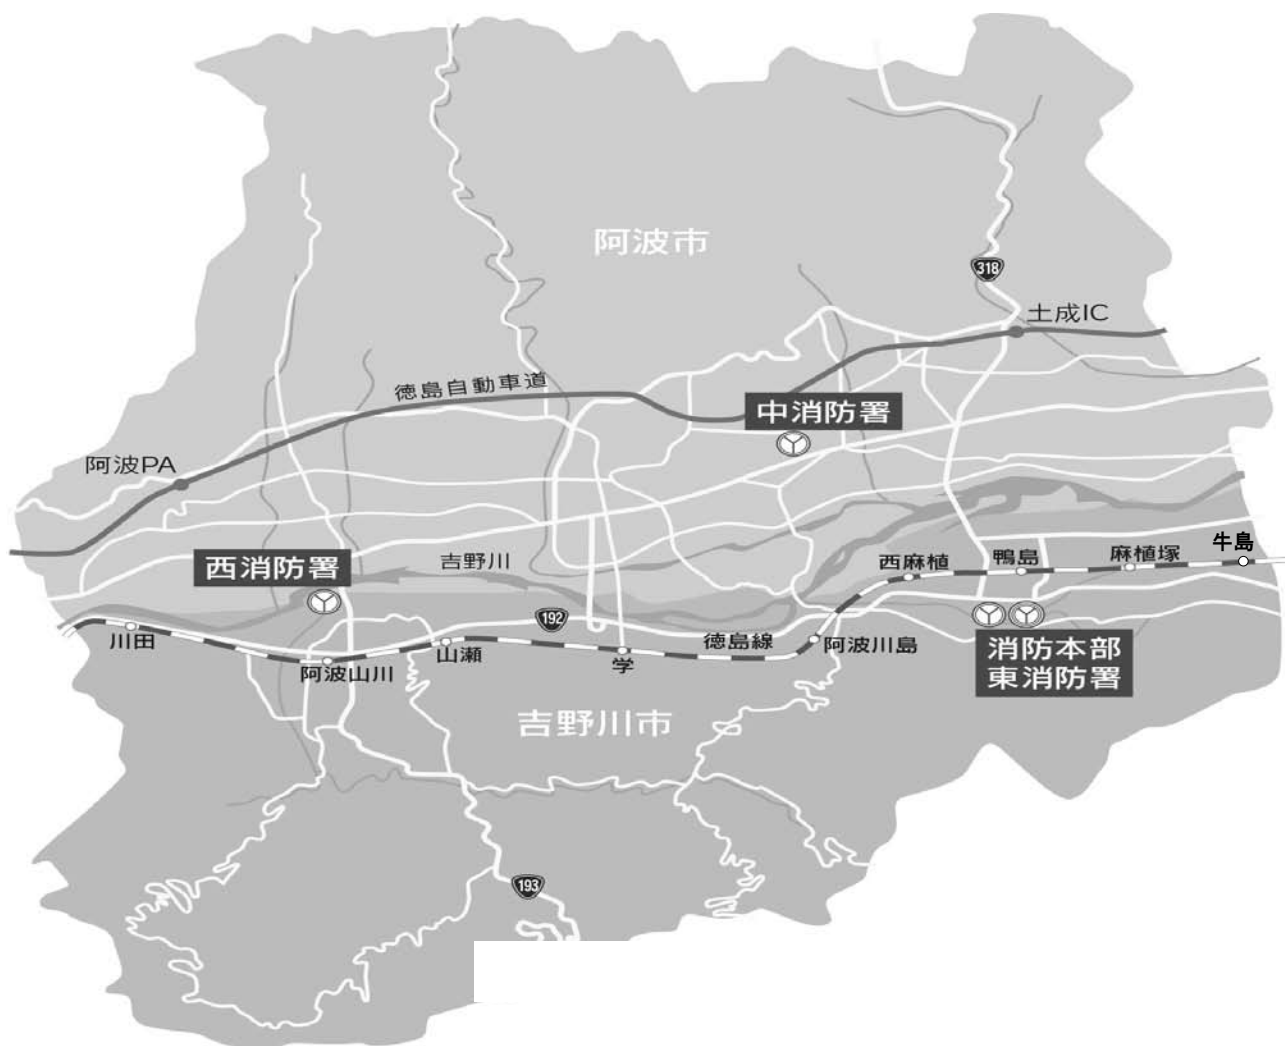 阿波市
318
土成IC
徳島自動車道
中消防署
阿波PA
牛島
西消防署
吉野川
西麻植
鴨島
麻植塚
192
川田
阿波山川
山瀬
学
徳島線
阿波川島
消防本部
東消防署
吉野川市
193